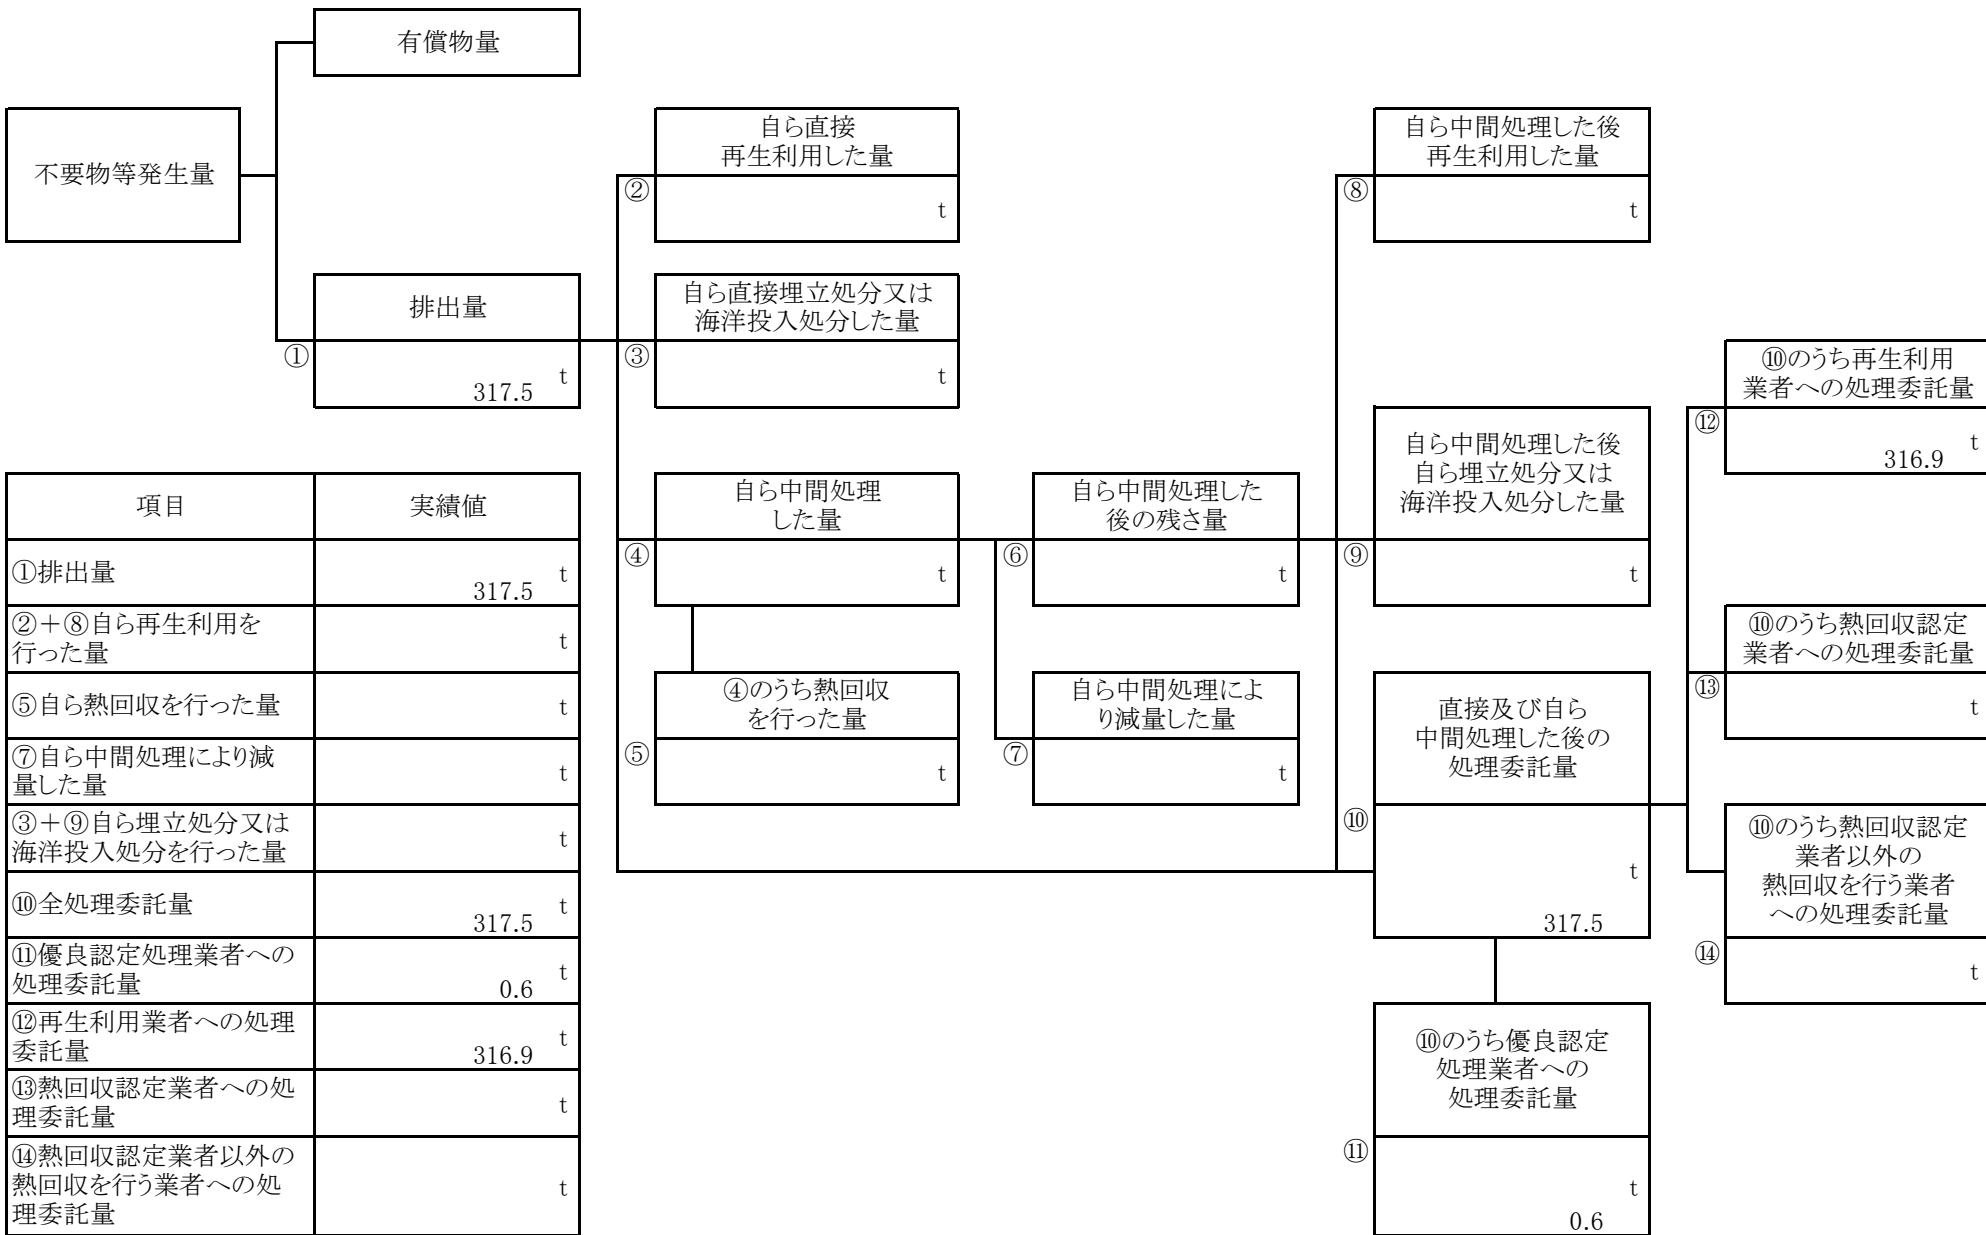 有償物量
不要物等発生量
自ら直接
再生利用した量
②
t
自ら中間処理した後
再生利用した量
⑧
t
排出量
①
t
317.5
自ら直接埋立処分又は
海洋投入処分した量
③
t
⑩のうち再生利用
業者への処理委託量
⑫
t
316.9
自ら中間処理
した量
④
t
自ら中間処理した
後の残さ量
⑥
t
自ら中間処理した後
自ら埋立処分又は
海洋投入処分した量
⑨
t
⑩のうち熱回収認定
業者への処理委託量
⑬
t
④のうち熱回収
を行った量
⑤
t
自ら中間処理によ
り減量した量
⑦
t
直接及び自ら
中間処理した後の
処理委託量
⑩
t
317.5
⑩のうち熱回収認定
業者以外の
熱回収を行う業者
への処理委託量
⑭
t
⑩のうち優良認定
処理業者への
処理委託量
⑪
t
0.6
項目
実績値
①排出量
t
317.5
②＋⑧自ら再生利用を
行った量
t
⑤自ら熱回収を行った量
t
⑦自ら中間処理により減
量した量
t
③＋⑨自ら埋立処分又は
海洋投入処分を行った量
t
⑩全処理委託量
t
317.5
⑪優良認定処理業者への
処理委託量
t
0.6
⑫再生利用業者への処理
委託量
t
316.9
⑬熱回収認定業者への処
理委託量
t
⑭熱回収認定業者以外の
熱回収を行う業者への処
理委託量
t